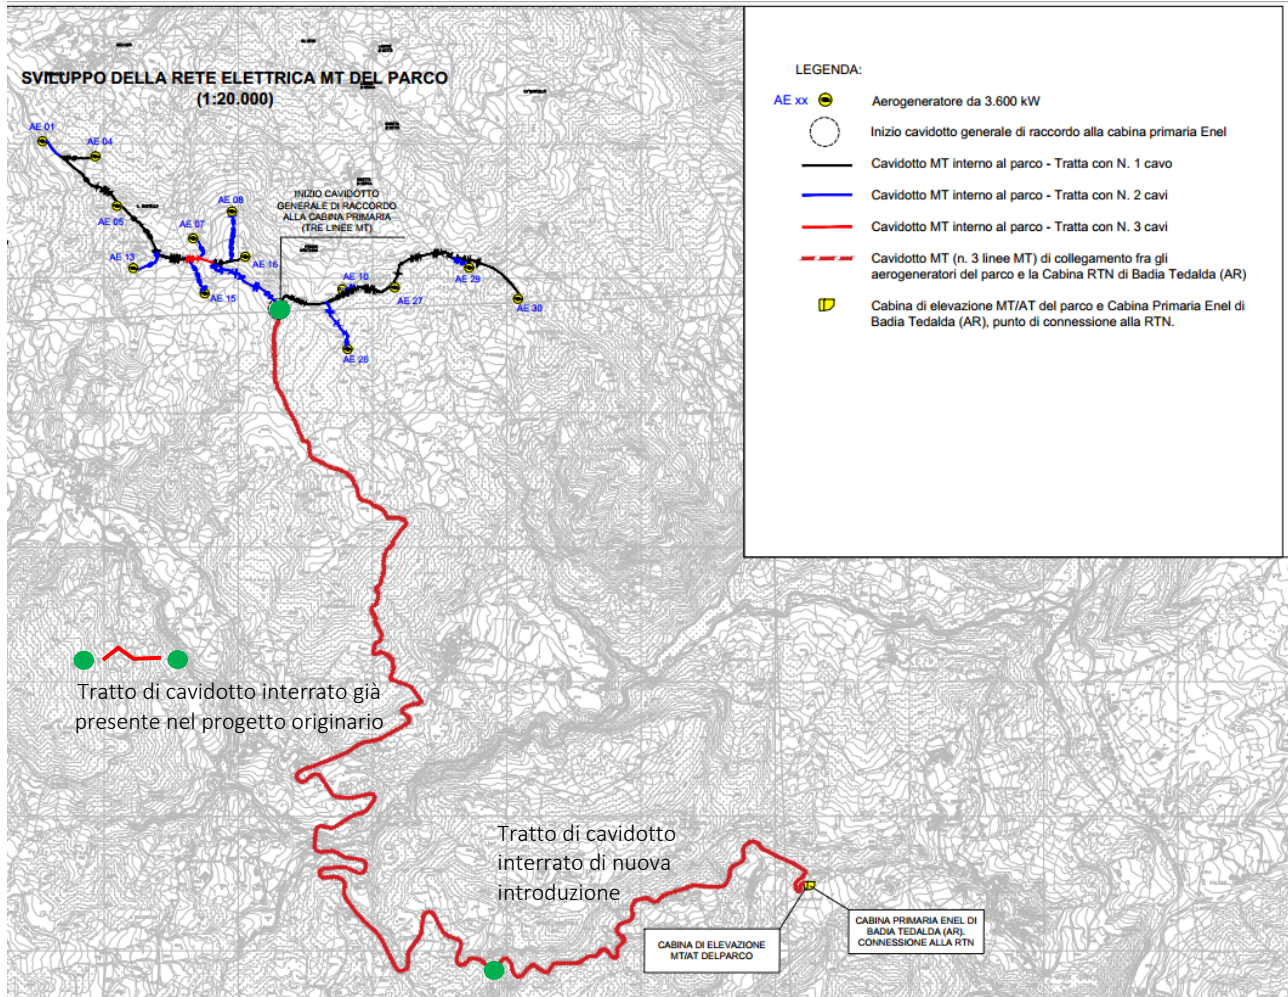 SVILUPPO DELLA RETE ELETTRICA MT DEL PARCO
(1:20.000)
AE 01
AE 04
AE 05
AE 07
AE 08
AE 13
AE 15
AE 16
INIZIO CAVIDOTTO
GENERALE DI RACCORDO
ALLA CABINA PRIMARIA
(TRE LINEE MT)
AE 10
AE 27
AE 29
AE 30
AE 26
LEGENDA:
AE xx
Aerogeneratore da 3.600 kW
Inizio cavidotto generale di raccordo alla cabina primaria Enel
Cavidotto MT interno al parco - Tratta con N. 1 cavo
Cavidotto MT interno al parco - Tratta con N. 2 cavi
Cavidotto MT interno al parco - Tratta con N. 3 cavi
Cavidotto MT (n. 3 linee MT) di collegamento fra gli
aerogeneratori del parco e la Cabina RTN di Badia Tedalda (AR)
Cabina di elevazione MT/AT del parco e Cabina Primaria Enel di
Badia Tedalda (AR), punto di connessione alla RTN.
Tratto di cavidotto interrato già
presente nel progetto originario
Tratto di cavidotto
interrato di nuova
introduzione
CABINA DI ELEVAZIONE
MT/AT DELPARCO
CABINA PRIMARIA ENEL DI
BADIA TEDALDA (AR).
CONNESSIONE ALLA RTN